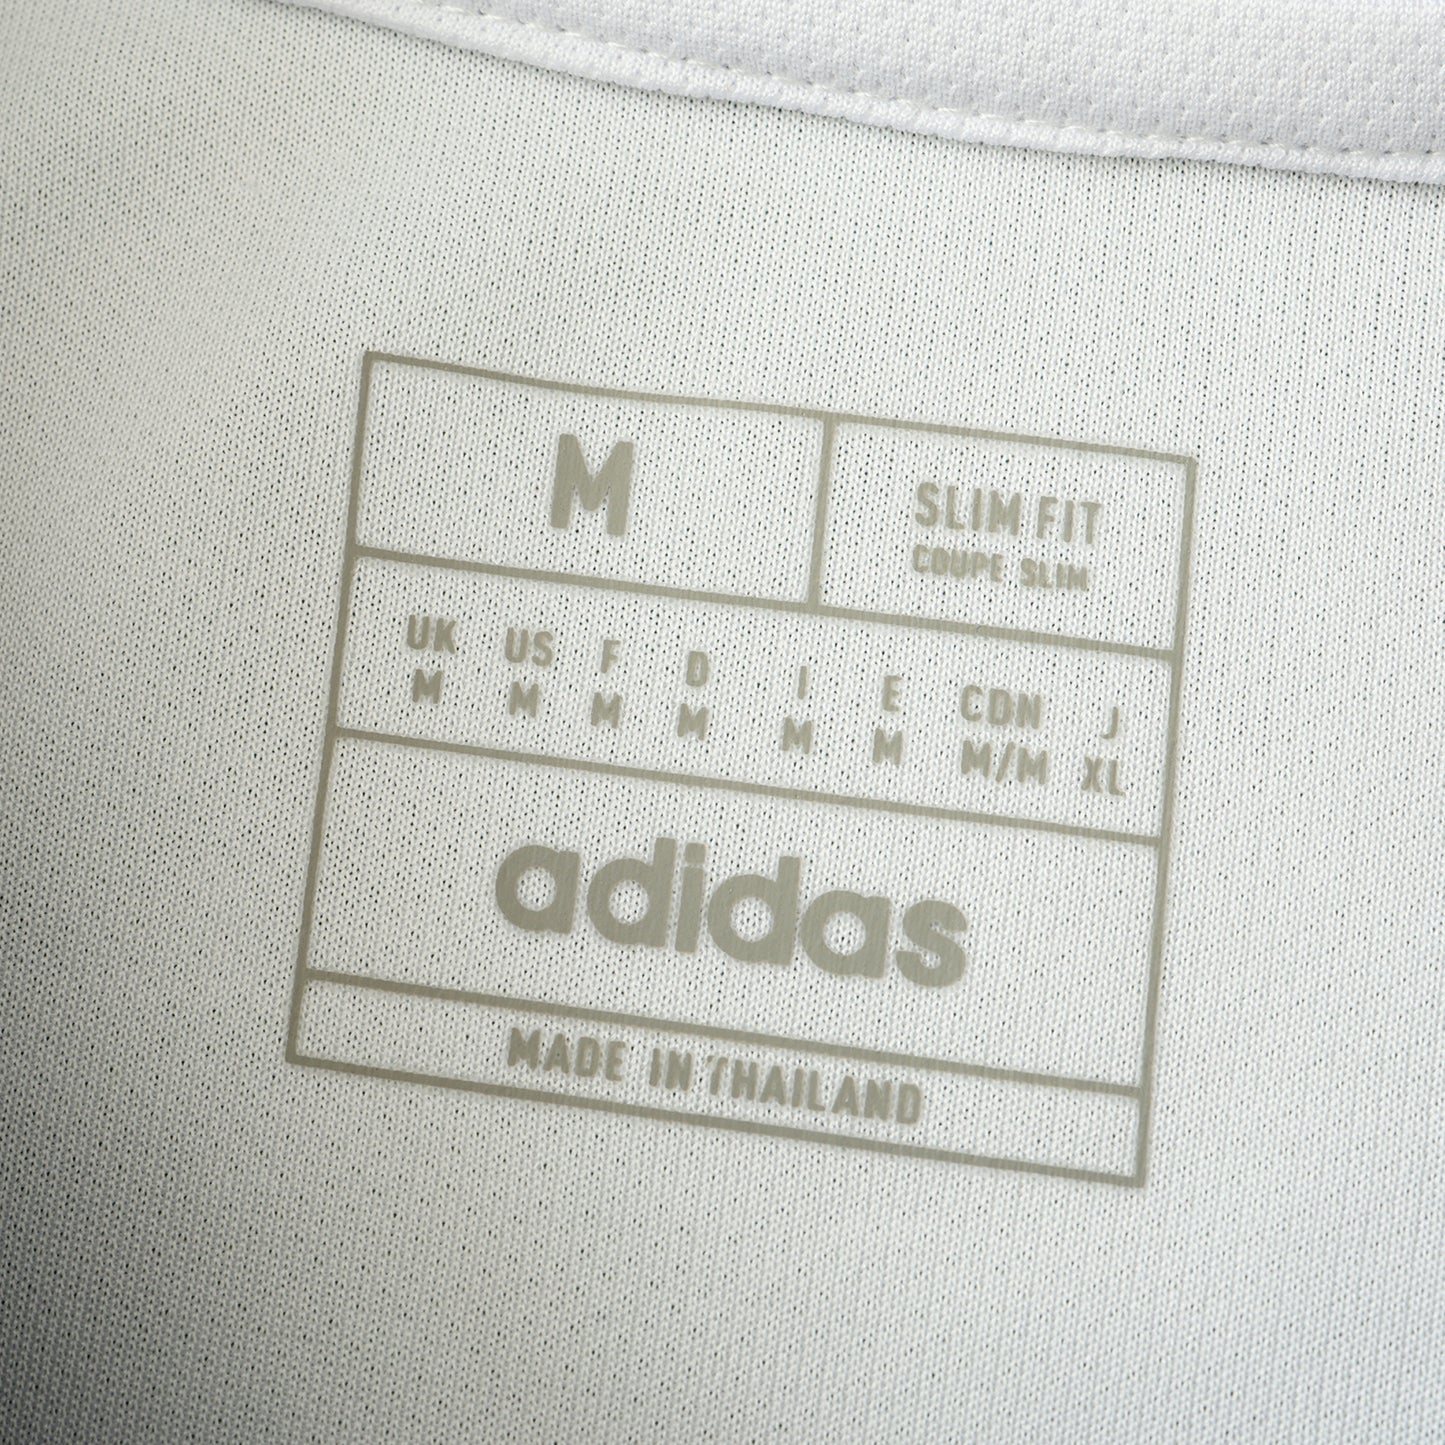 M
SLIM FIT
COUPE SLIM
UK US F D I E CDN J
M M M M M M M/M XL
adidas
MADE IN THAILAND